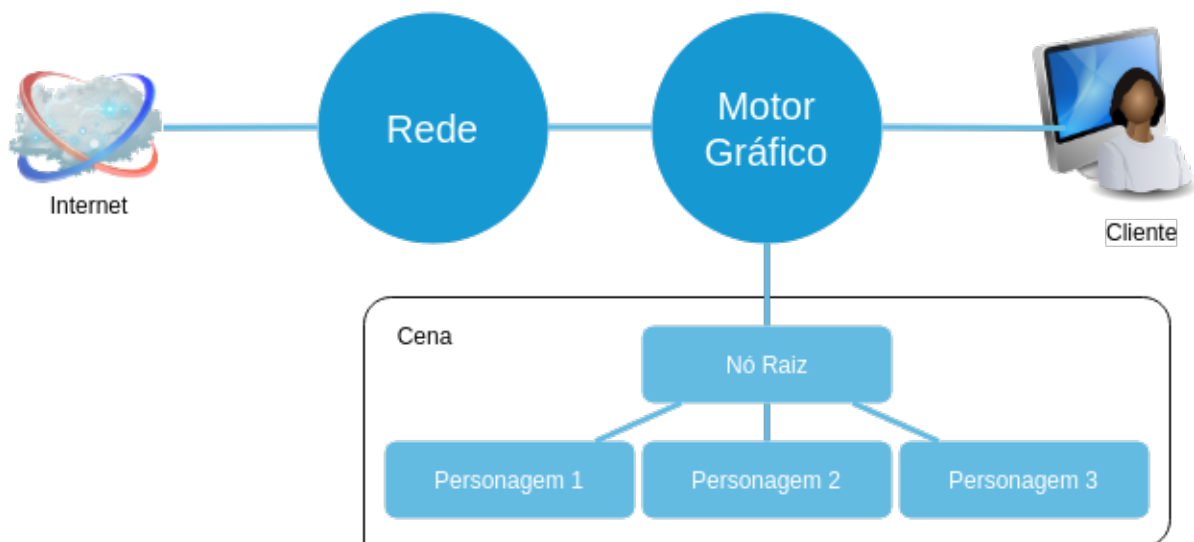 Rede
Motor
Gráfico
Internet
Cliente
Cena
Nó Raiz
Personagem 1
Personagem 2
Personagem 3